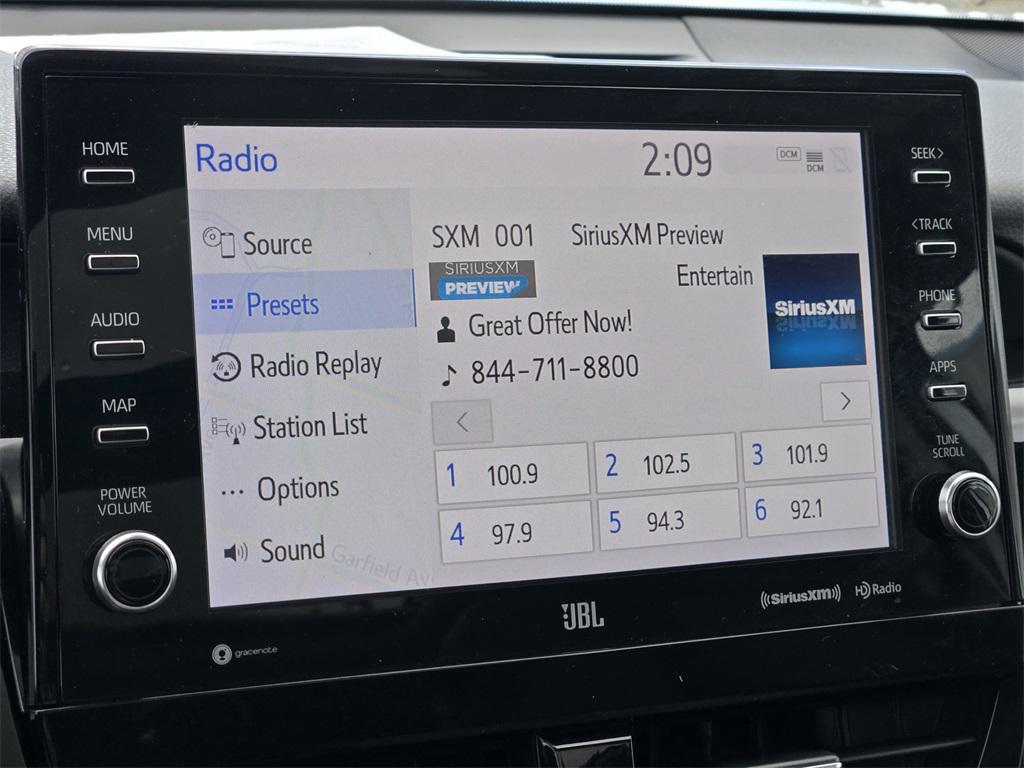 HOME
MENU
AUDIO
MAP
POWER
VOLUME
Radio
2:09
DCM
DCM
Source
Presets
Radio Replay
Station List
Options
Sound
Garfield Av
SXM 001 SiriusXM Preview
SIRIUSXM
PREVIEW
Entertain
SiriusXM
Great Offer Now!
844-711-8800
<
>
1 100.9
2 102.5
3 101.9
4 97.9
5 94.3
6 92.1
SEEK>
<TRACK
PHONE
APPS
TUNE
SCROLL
gracenote
JBL
((SiriusXM))
HD Radio